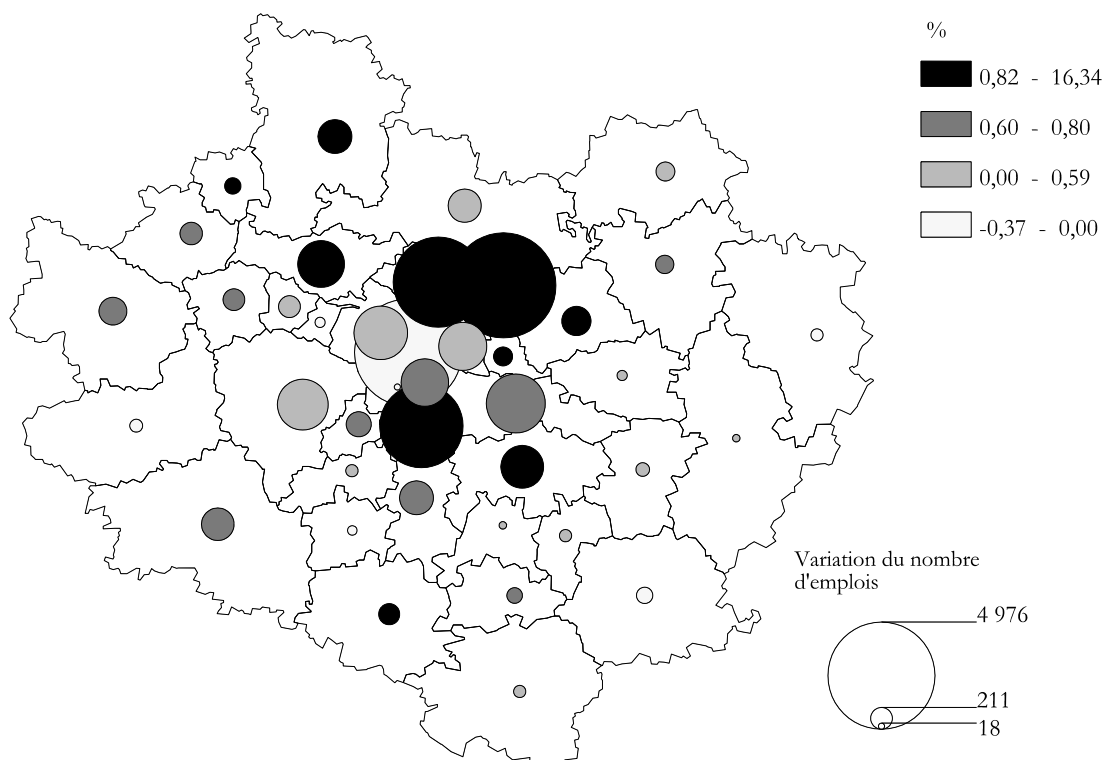 %
0,82 - 16,34
0,60 - 0,80
0,00 - 0,59
-0,37 - 0,00
Variation du nombre
d'emplois
4 976
211
18